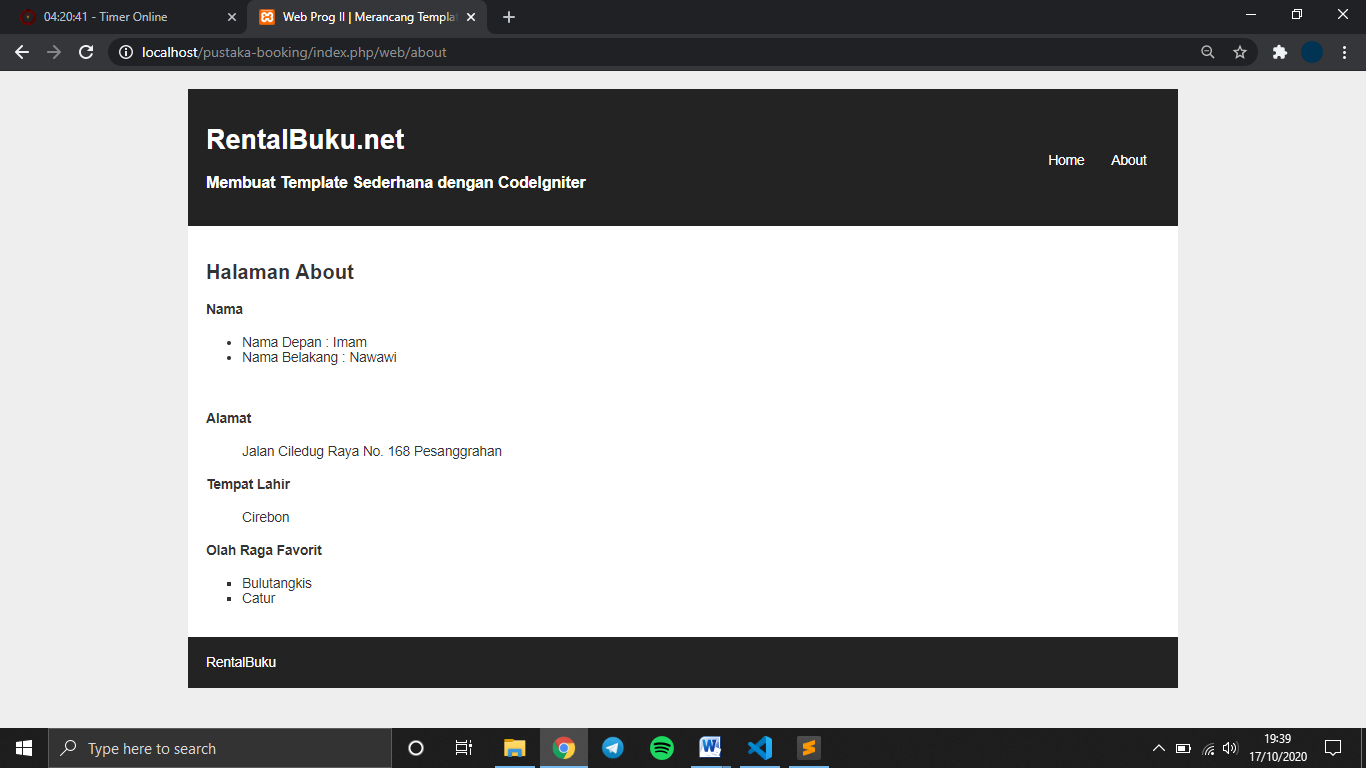 04:20:41 - Timer Online
Web Prog II | Merancang Templa
localhost/pustaka-booking/index.php/web/about
RentalBuku.net
Membuat Template Sederhana dengan CodeIgniter
Home
About
Halaman About
Nama
Nama Depan : Imam
Nama Belakang : Nawawi
Alamat
Jalan Ciledug Raya No. 168 Pesanggrahan
Tempat Lahir
Cirebon
Olah Raga Favorit
Bulutangkis
Catur
RentalBuku
Type here to search
19:39
17/10/2020